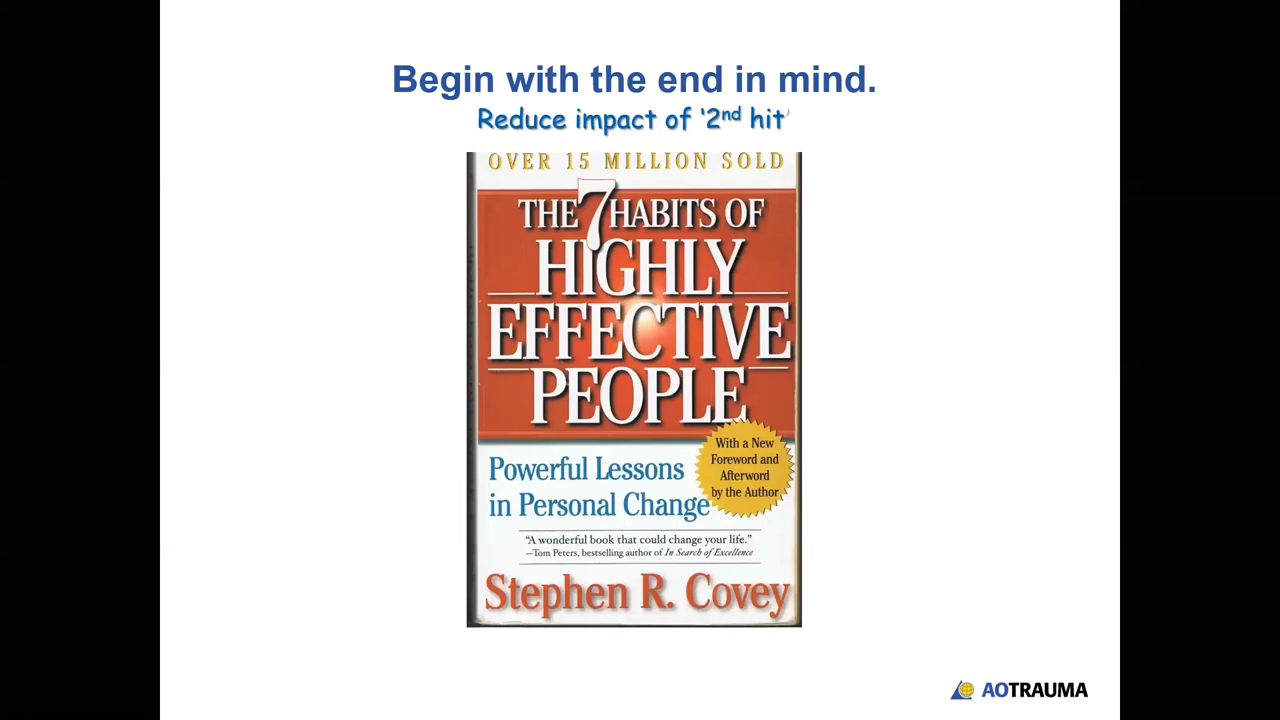 Begin with the end in mind.
Reduce impact of ‘2nd hit’
OVER 15 MILLION SOLD
THE 7 HABITS OF
HIGHLY
EFFECTIVE
PEOPLE
With a New
Foreword and
Afterword
by the Author
Powerful Lessons
in Personal Change
“A wonderful book that could change your life.”
—Tom Peters, bestselling author of In Search of Excellence
Stephen R. Covey
AOTRAUMA